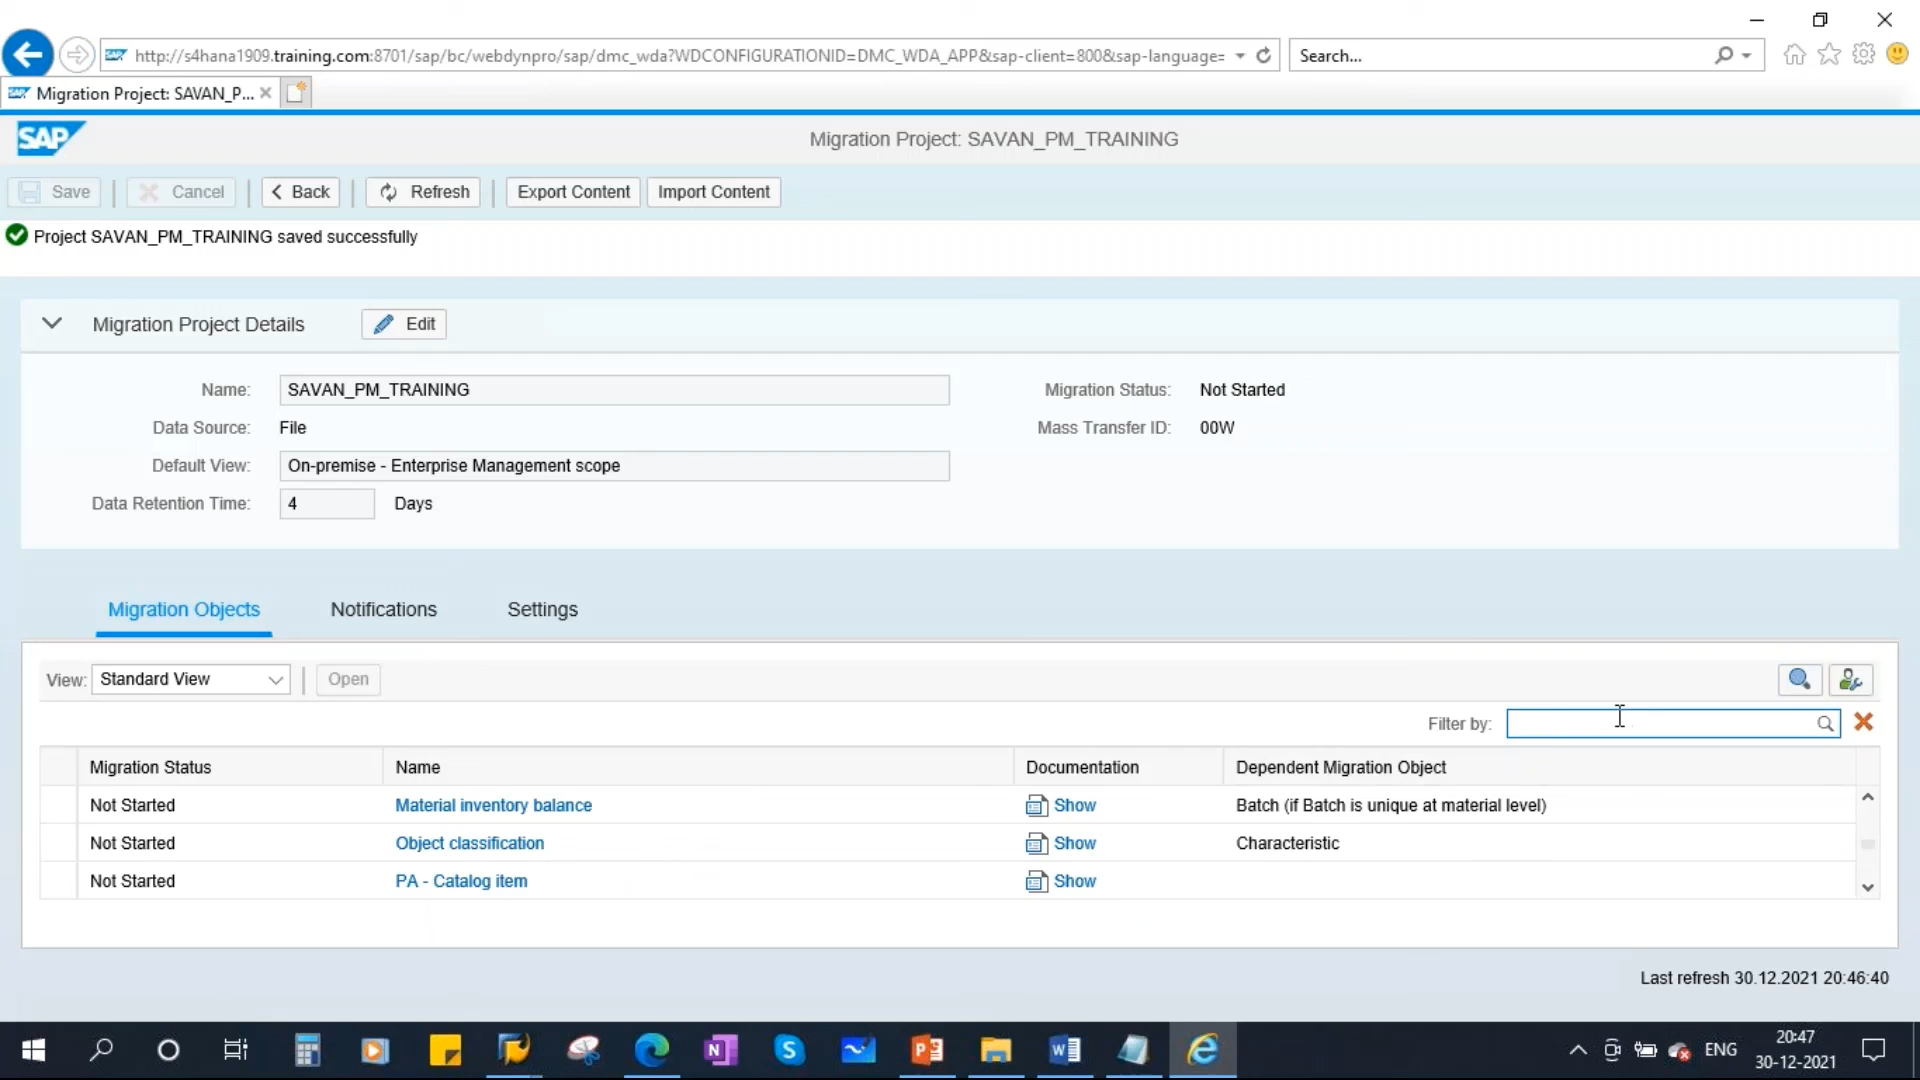 http://s4hana1909.training.com:8701/sap/bc/webdynpro/sap/dmc_wda?WDCONFIGURATIONID=DMC_WDA_APP&sap-client=800&sap-language=
Search...
Migration Project: SAVAN_P...
SAP
Migration Project: SAVAN_PM_TRAINING
Save
Cancel
Back
Refresh
Export Content
Import Content
Project SAVAN_PM_TRAINING saved successfully
Migration Project Details
Edit
Name: SAVAN_PM_TRAINING
Migration Status: Not Started
Data Source: File
Mass Transfer ID: 00W
Default View: On-premise - Enterprise Management scope
Data Retention Time: 4 Days
Migration Objects
Notifications
Settings
View: Standard View
Open
Filter by:
Migration Status Name Documentation Dependent Migration Object
Not Started Material inventory balance Show Batch (if Batch is unique at material level)
Not Started Object classification Show Characteristic
Not Started PA - Catalog item Show
Last refresh 30.12.2021 20:46:40
ENG
20:47
30-12-2021